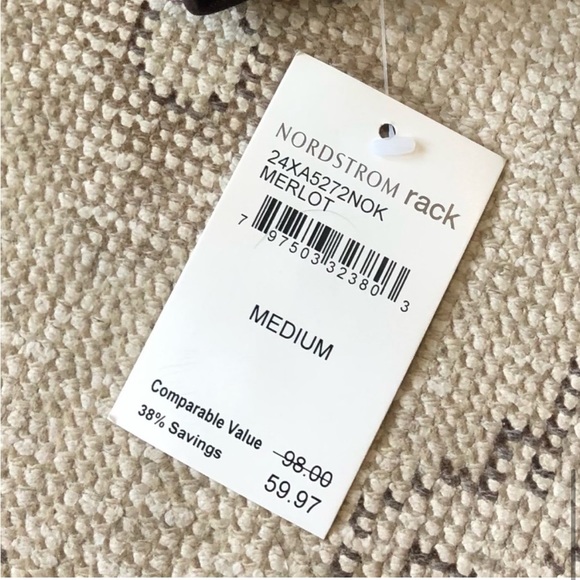 NORDSTROM rack
24XA5272NOK
MERLOT
7 97503 32380 3
MEDIUM
Comparable Value 98.00
38% Savings 59.97